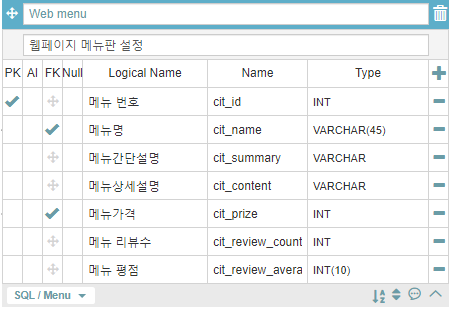 Web menu
웹페이지 메뉴판 설정
PK AI FK Null Logical Name Name Type
메뉴 번호 cit_id INT
메뉴명 cit_name VARCHAR(45)
메뉴간단설명 cit_summary VARCHAR
메뉴상세설명 cit_content VARCHAR
메뉴가격 cit_prize INT
메뉴 리뷰수 cit_review_count INT
메뉴 평점 cit_review_avera INT(10)
SQL / Menu